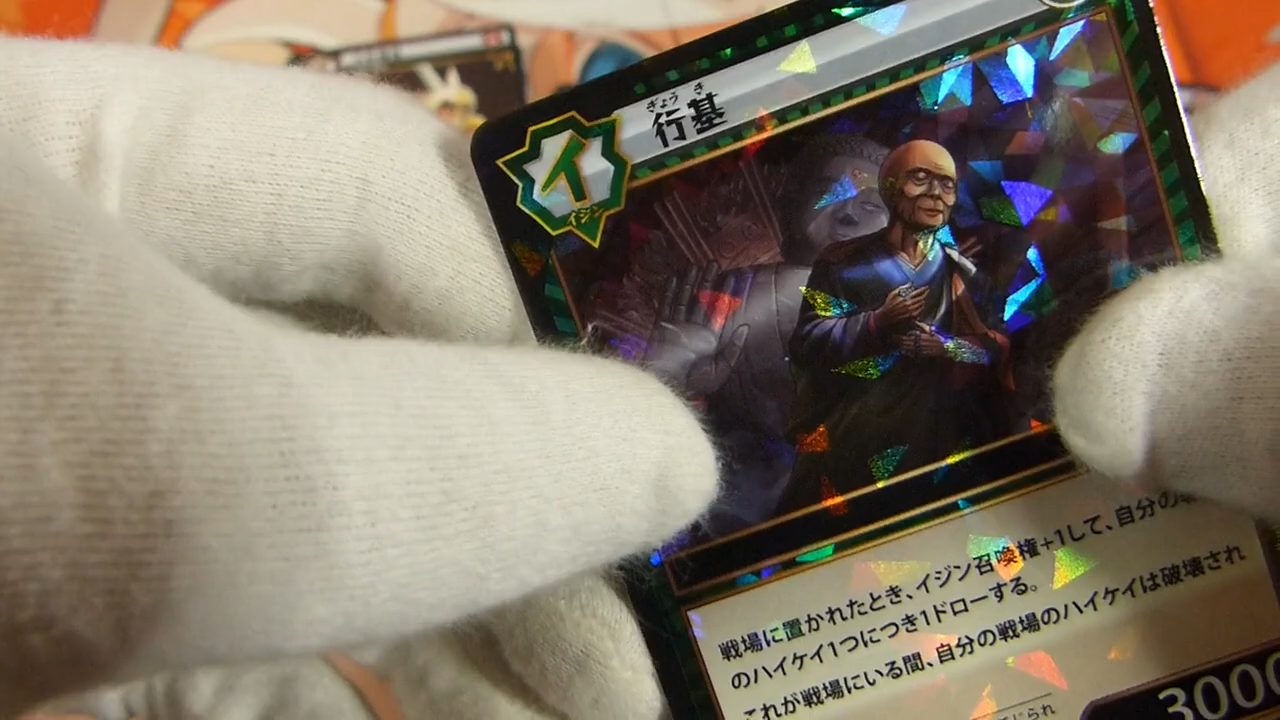 ぎょうき
行基
イ
イジン
戦場に置かれたとき、イジン召喚権+1して、自分の
のハイケイ1つにつき1ドローする。
これが戦場にいる間、自分の戦場のハイケイは破壊され
3000